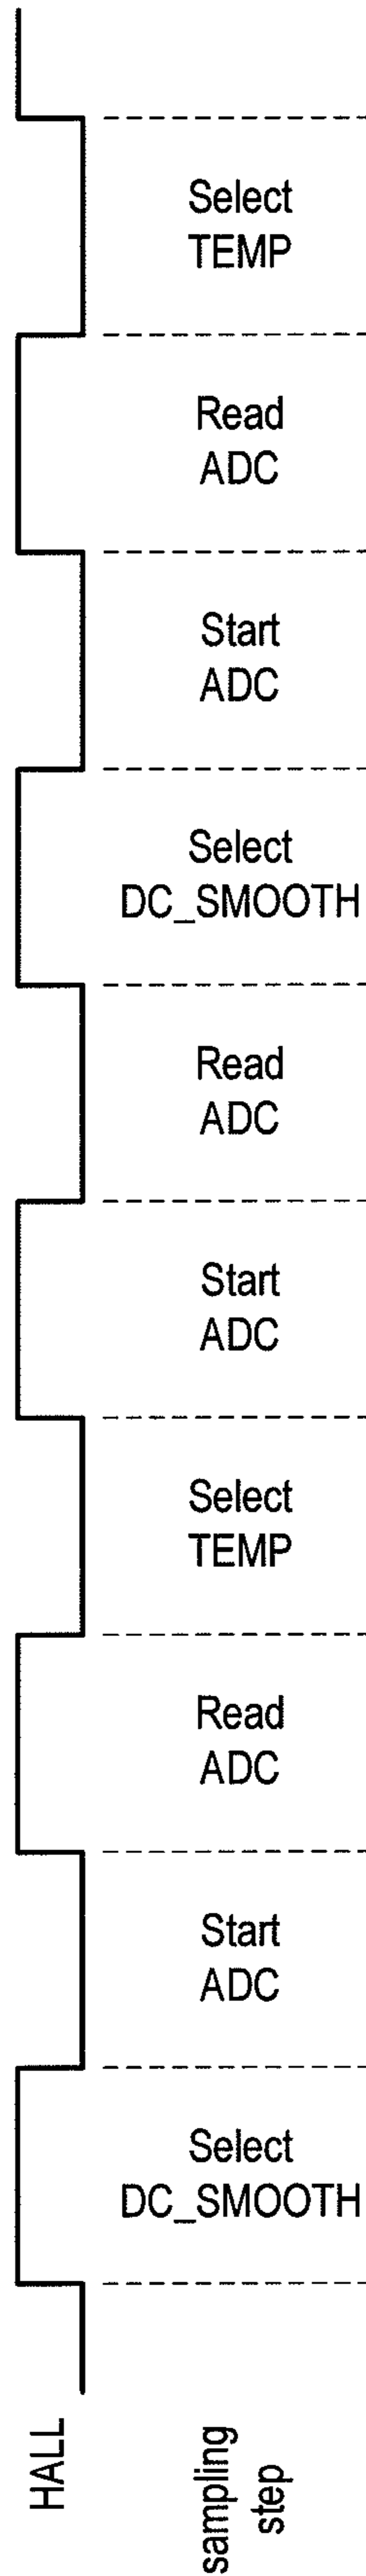 Select
TEMP
Read
ADC
Start
ADC
Select
DC_SMOOTH
Read
ADC
Start
ADC
Select
TEMP
Read
ADC
Start
ADC
Select
DC_SMOOTH
HALL
sampling
step